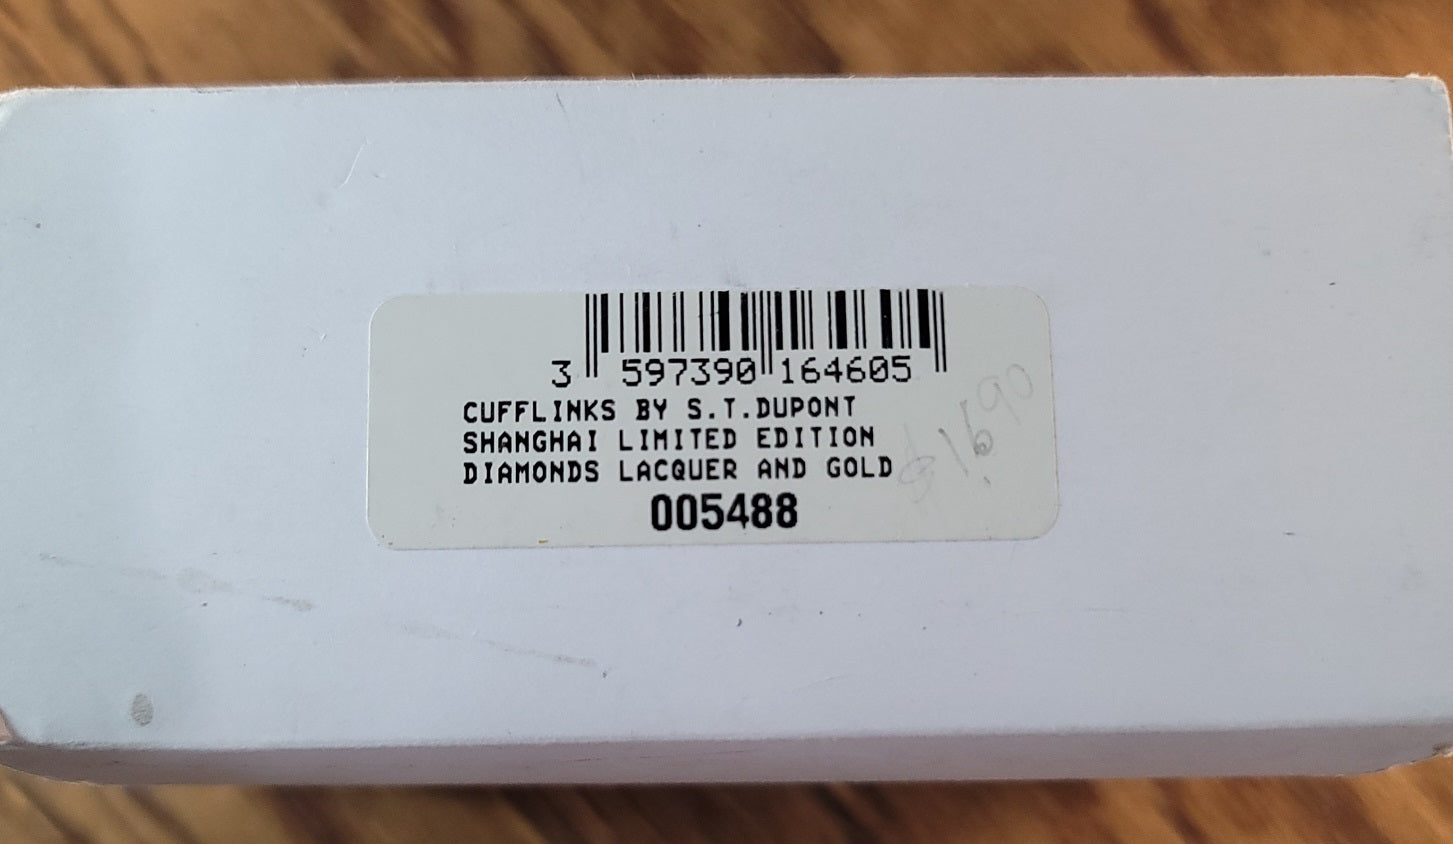 3 597390 164605
CUFFLINKS BY S.T.DUPONT
SHANGHAI LIMITED EDITION
DIAMONDS LACQUER AND GOLD
005488
$1690